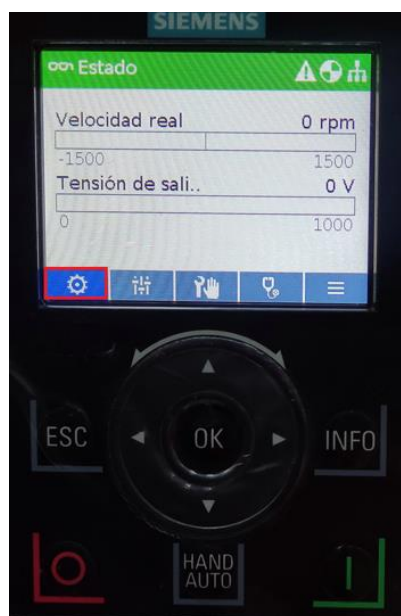 SIEMENS
Estado
Velocidad real 0 rpm
-1500 1500
Tensión de sali.. 0 V
0 1000
ESC OK INFO
HAND
AUTO